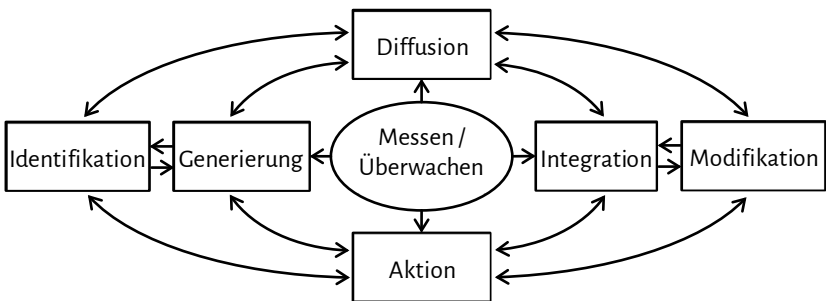 Diffusion
Identifikation
Generierung
Messen /
Überwachen
Integration
Modifikation
Aktion